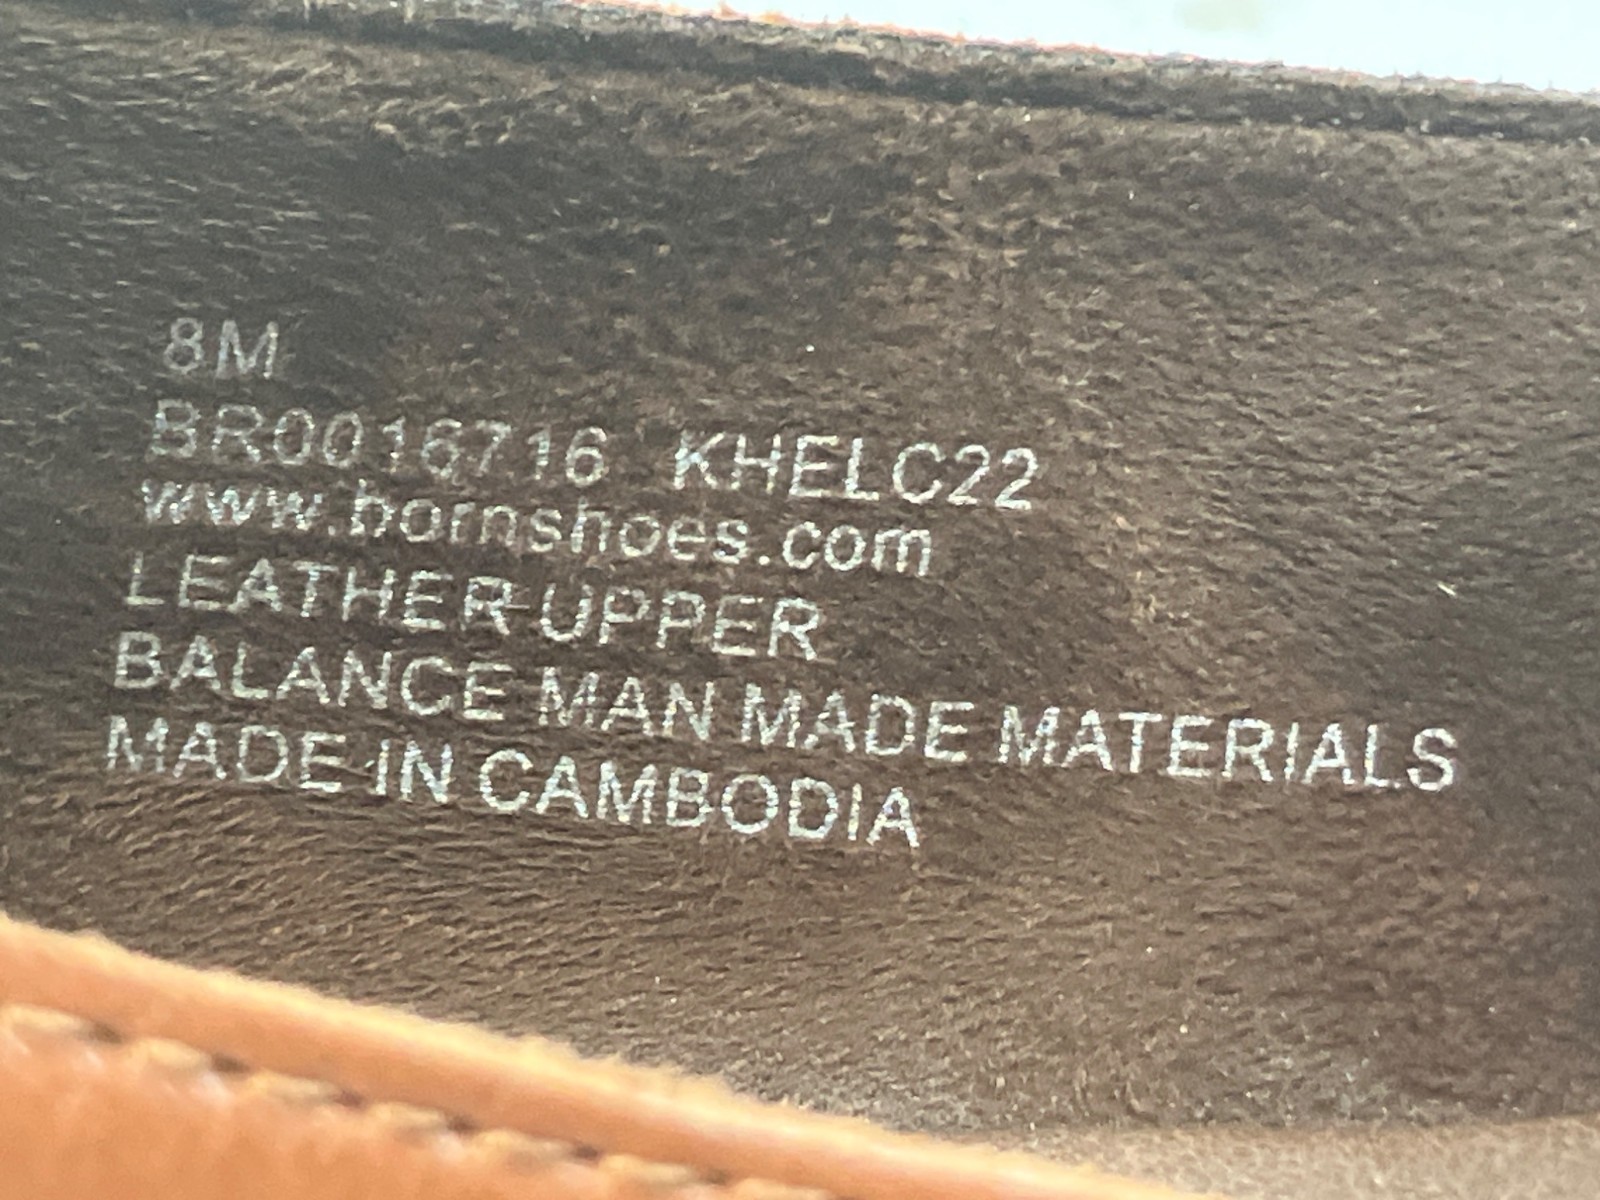 8M
BR0016716 KHELC22
www.bornshoes.com
LEATHER UPPER
BALANCE MAN MADE MATERIALS
MADE IN CAMBODIA